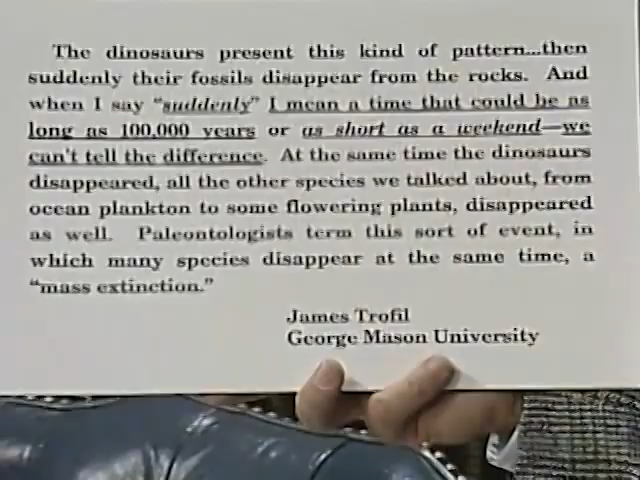 The dinosaurs present this kind of pattern...then
suddenly their fossils disappear from the rocks. And
when I say "suddenly" I mean a time that could be as
long as 100,000 years or as short as a weekend—we
can't tell the difference. At the same time the dinosaurs
disappeared, all the other species we talked about, from
ocean plankton to some flowering plants, disappeared
as well. Paleontologists term this sort of event, in
which many species disappear at the same time, a
"mass extinction."
James Trofil
George Mason University